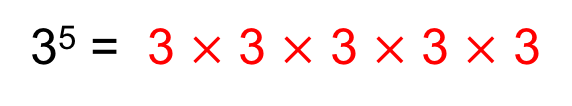 3⁵ = 3 × 3 × 3 × 3 × 3